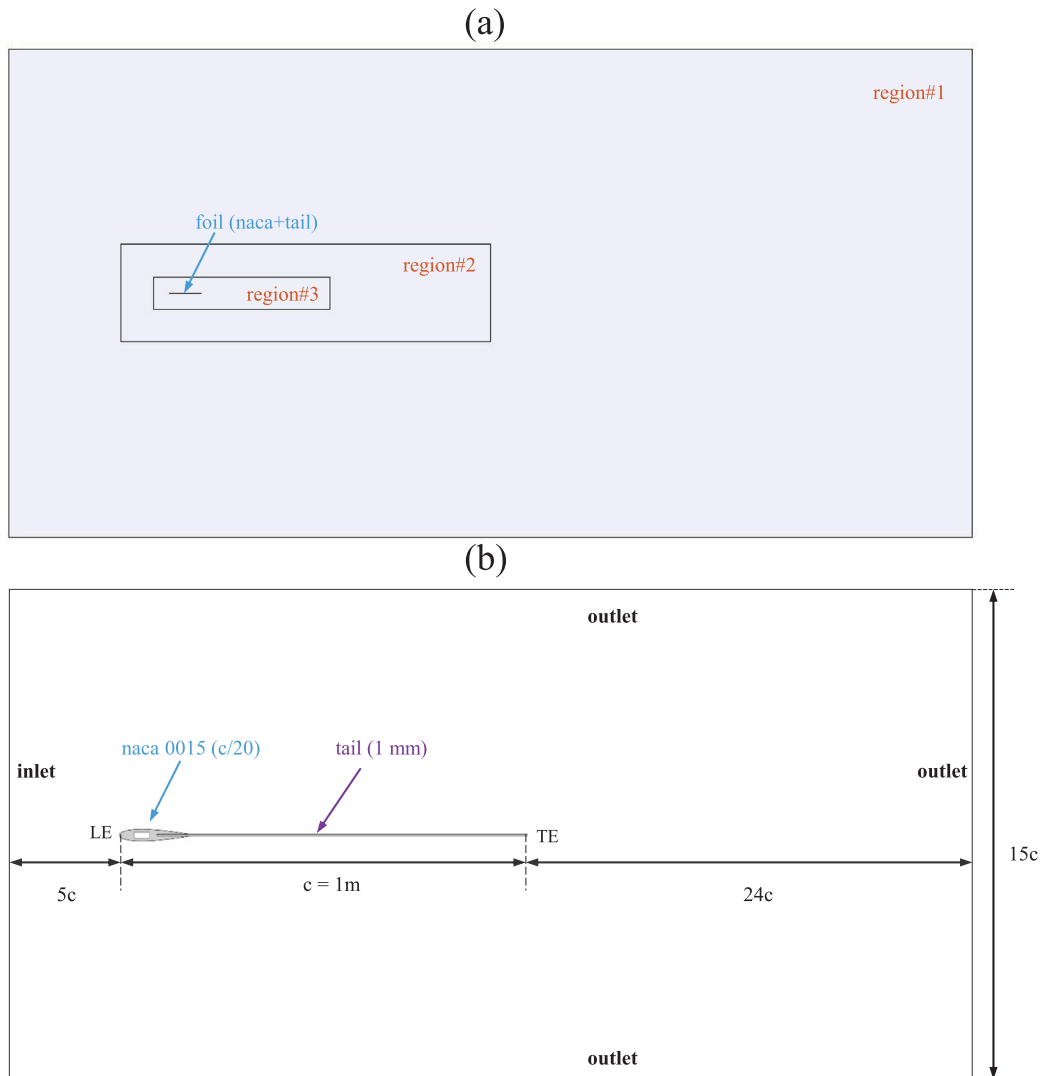 (a)
region#1
foil (naca+tail)
region#2
region#3
(b)
outlet
naca 0015 (c/20)
tail (1 mm)
inlet
outlet
LE
TE
15c
5c
c = 1m
24c
outlet